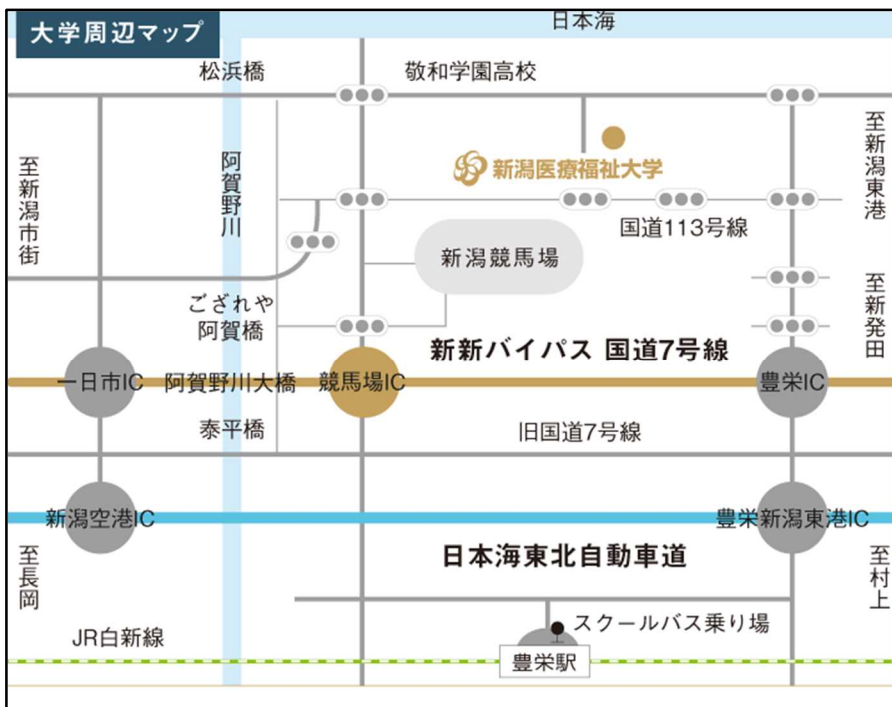 大学周辺マップ
日本海
松浜橋
敬和学園高校
至新潟市街
阿賀野川
新潟医療福祉大学
至新潟東港
国道113号線
新潟競馬場
ござれや
阿賀橋
至新発田
新新バイパス 国道7号線
一日市IC
阿賀野川大橋
競馬場IC
豊栄IC
泰平橋
旧国道7号線
新潟空港IC
豊栄新潟東港IC
至長岡
日本海東北自動車道
至村上
スクールバス乗り場
JR白新線
豊栄駅